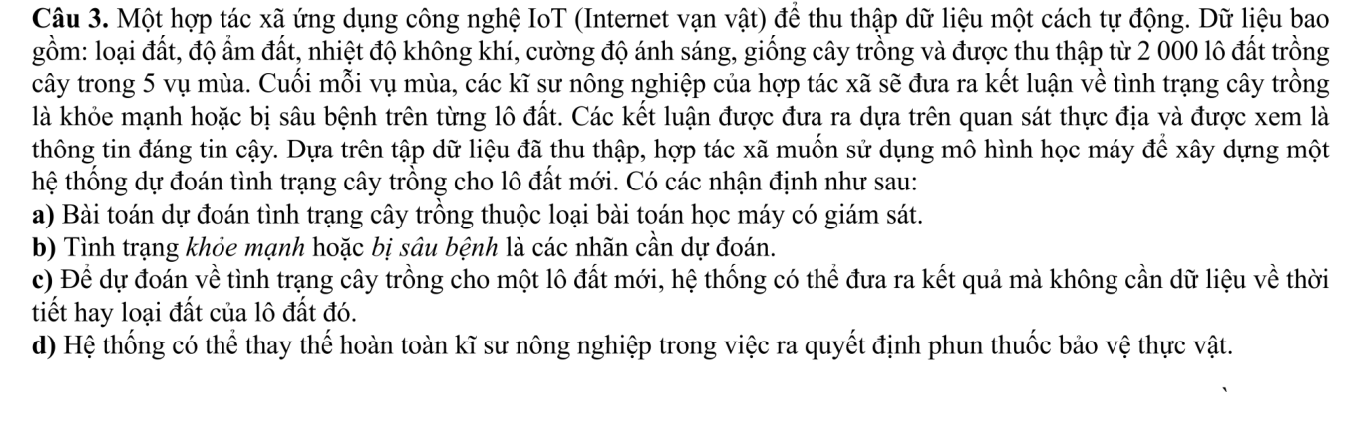 Câu 3. Một hợp tác xã ứng dụng công nghệ IoT (Internet vạn vật) để thu thập dữ liệu một cách tự động. Dữ liệu bao
gồm: loại đất, độ ẩm đất, nhiệt độ không khí, cường độ ánh sáng, giống cây trồng và được thu thập từ 2 000 lô đất trồng
cây trong 5 vụ mùa. Cuối mỗi vụ mùa, các kĩ sư nông nghiệp của hợp tác xã sẽ đưa ra kết luận về tình trạng cây trồng
là khỏe mạnh hoặc bị sâu bệnh trên từng lô đất. Các kết luận được đưa ra dựa trên quan sát thực địa và được xem là
thông tin đáng tin cậy. Dựa trên tập dữ liệu đã thu thập, hợp tác xã muốn sử dụng mô hình học máy để xây dựng một
hệ thống dự đoán tình trạng cây trồng cho lô đất mới. Có các nhận định như sau:
a) Bài toán dự đoán tình trạng cây trồng thuộc loại bài toán học máy có giám sát.
b) Tình trạng khỏe mạnh hoặc bị sâu bệnh là các nhãn cần dự đoán.
c) Để dự đoán về tình trạng cây trồng cho một lô đất mới, hệ thống có thể đưa ra kết quả mà không cần dữ liệu về thời
tiết hay loại đất của lô đất đó.
d) Hệ thống có thể thay thế hoàn toàn kĩ sư nông nghiệp trong việc ra quyết định phun thuốc bảo vệ thực vật.